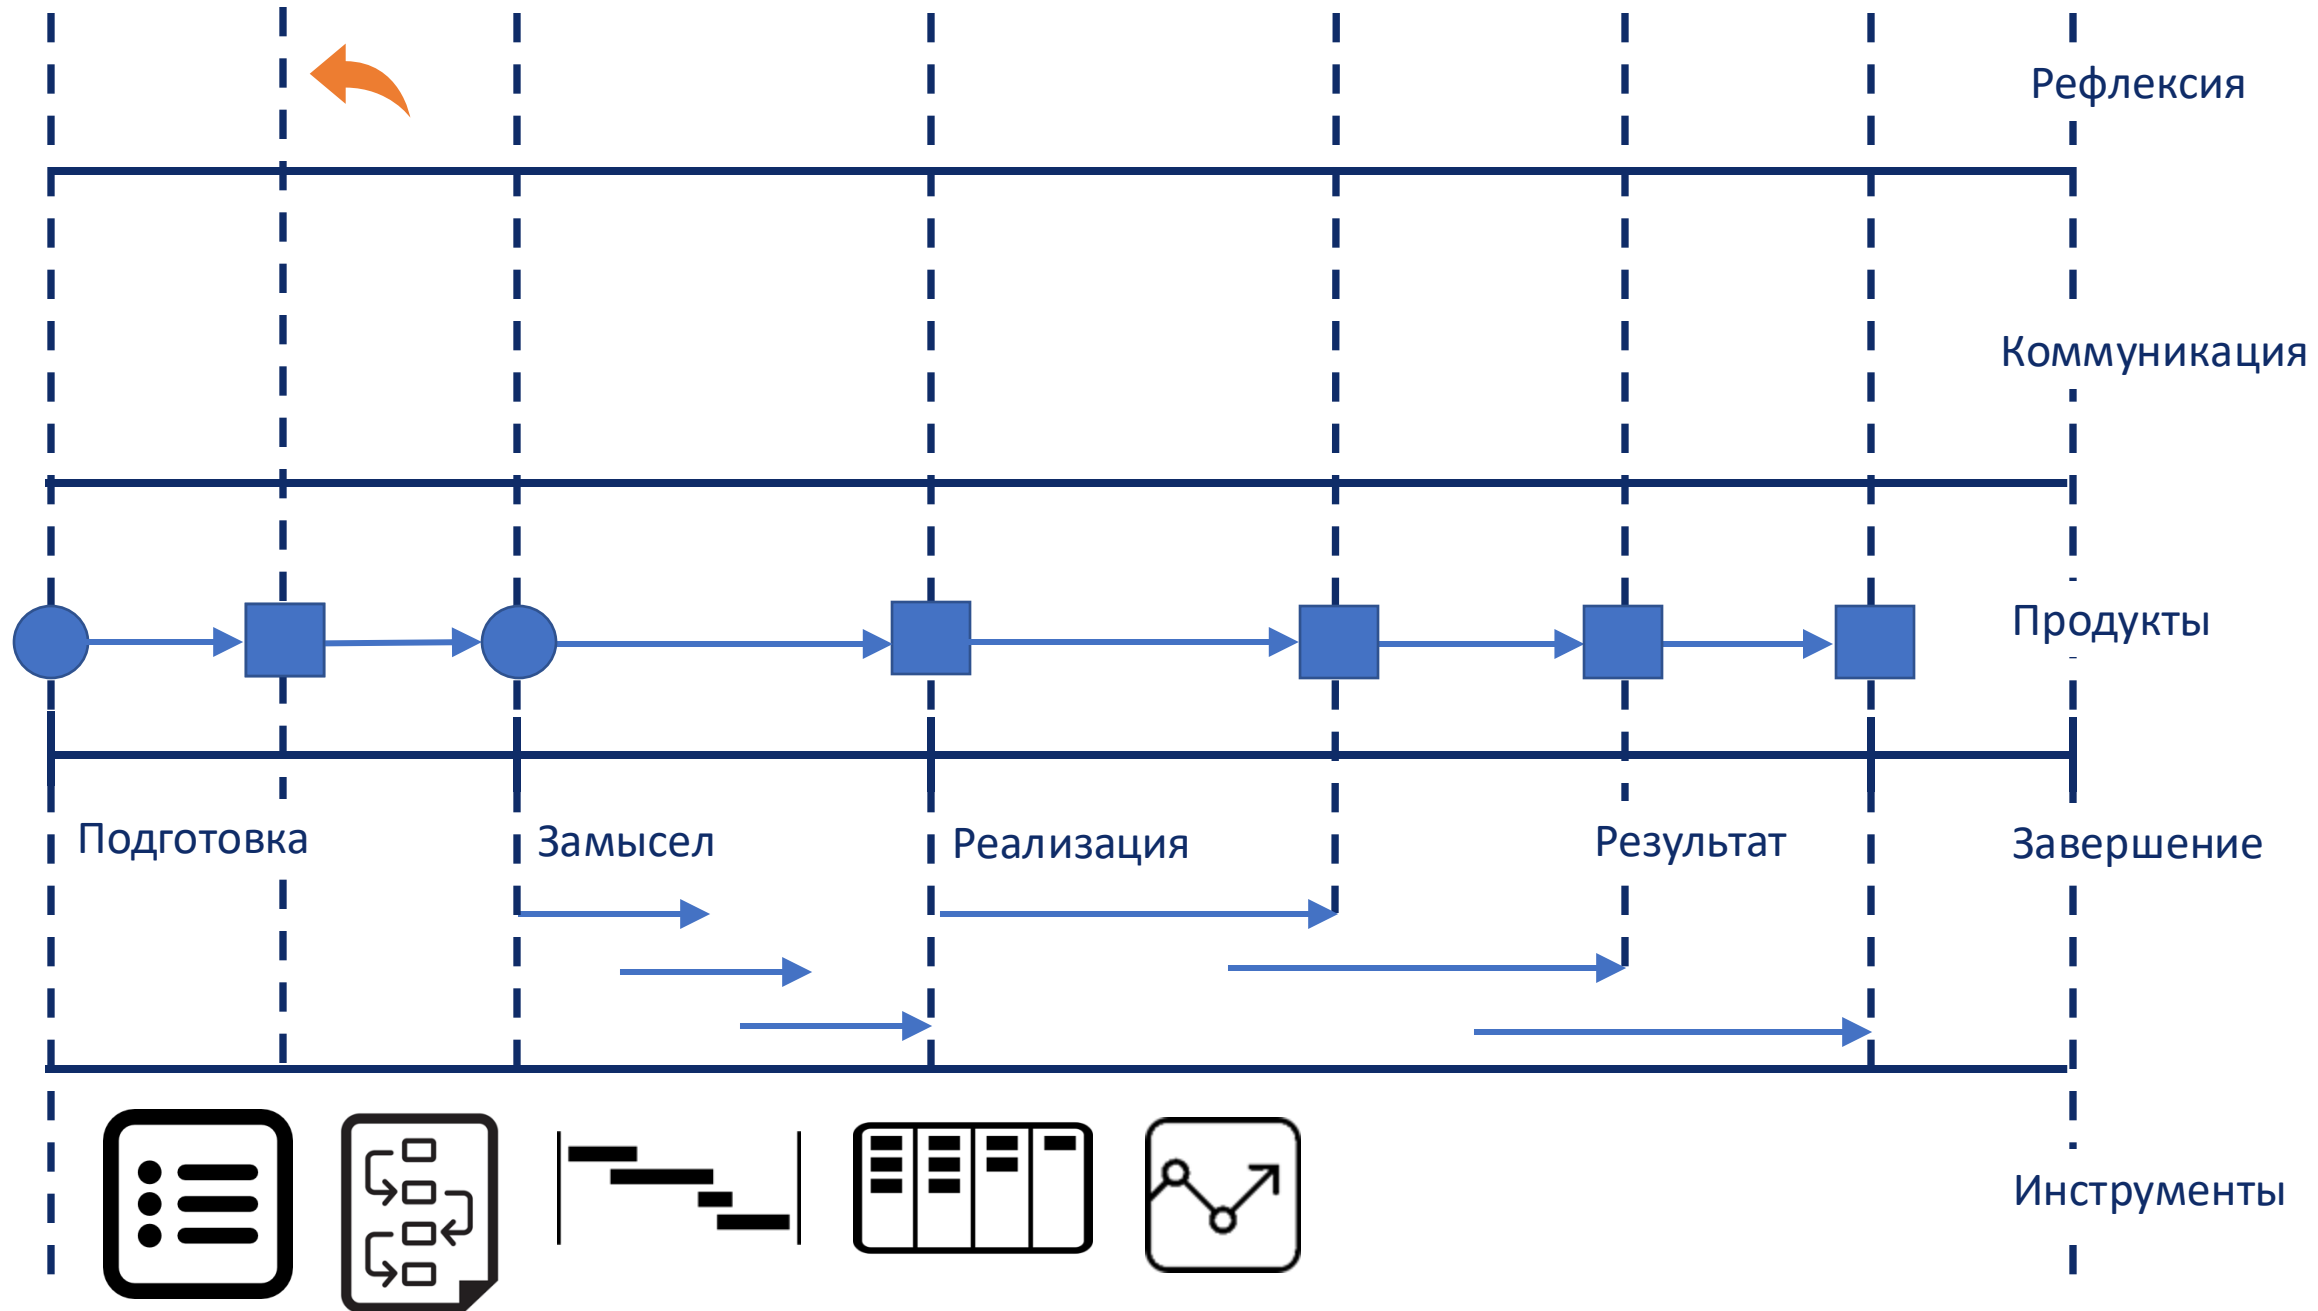 Рефлексия
Коммуникация
Продукты
Подготовка
Замысел
Реализация
Результат
Завершение
Инструменты